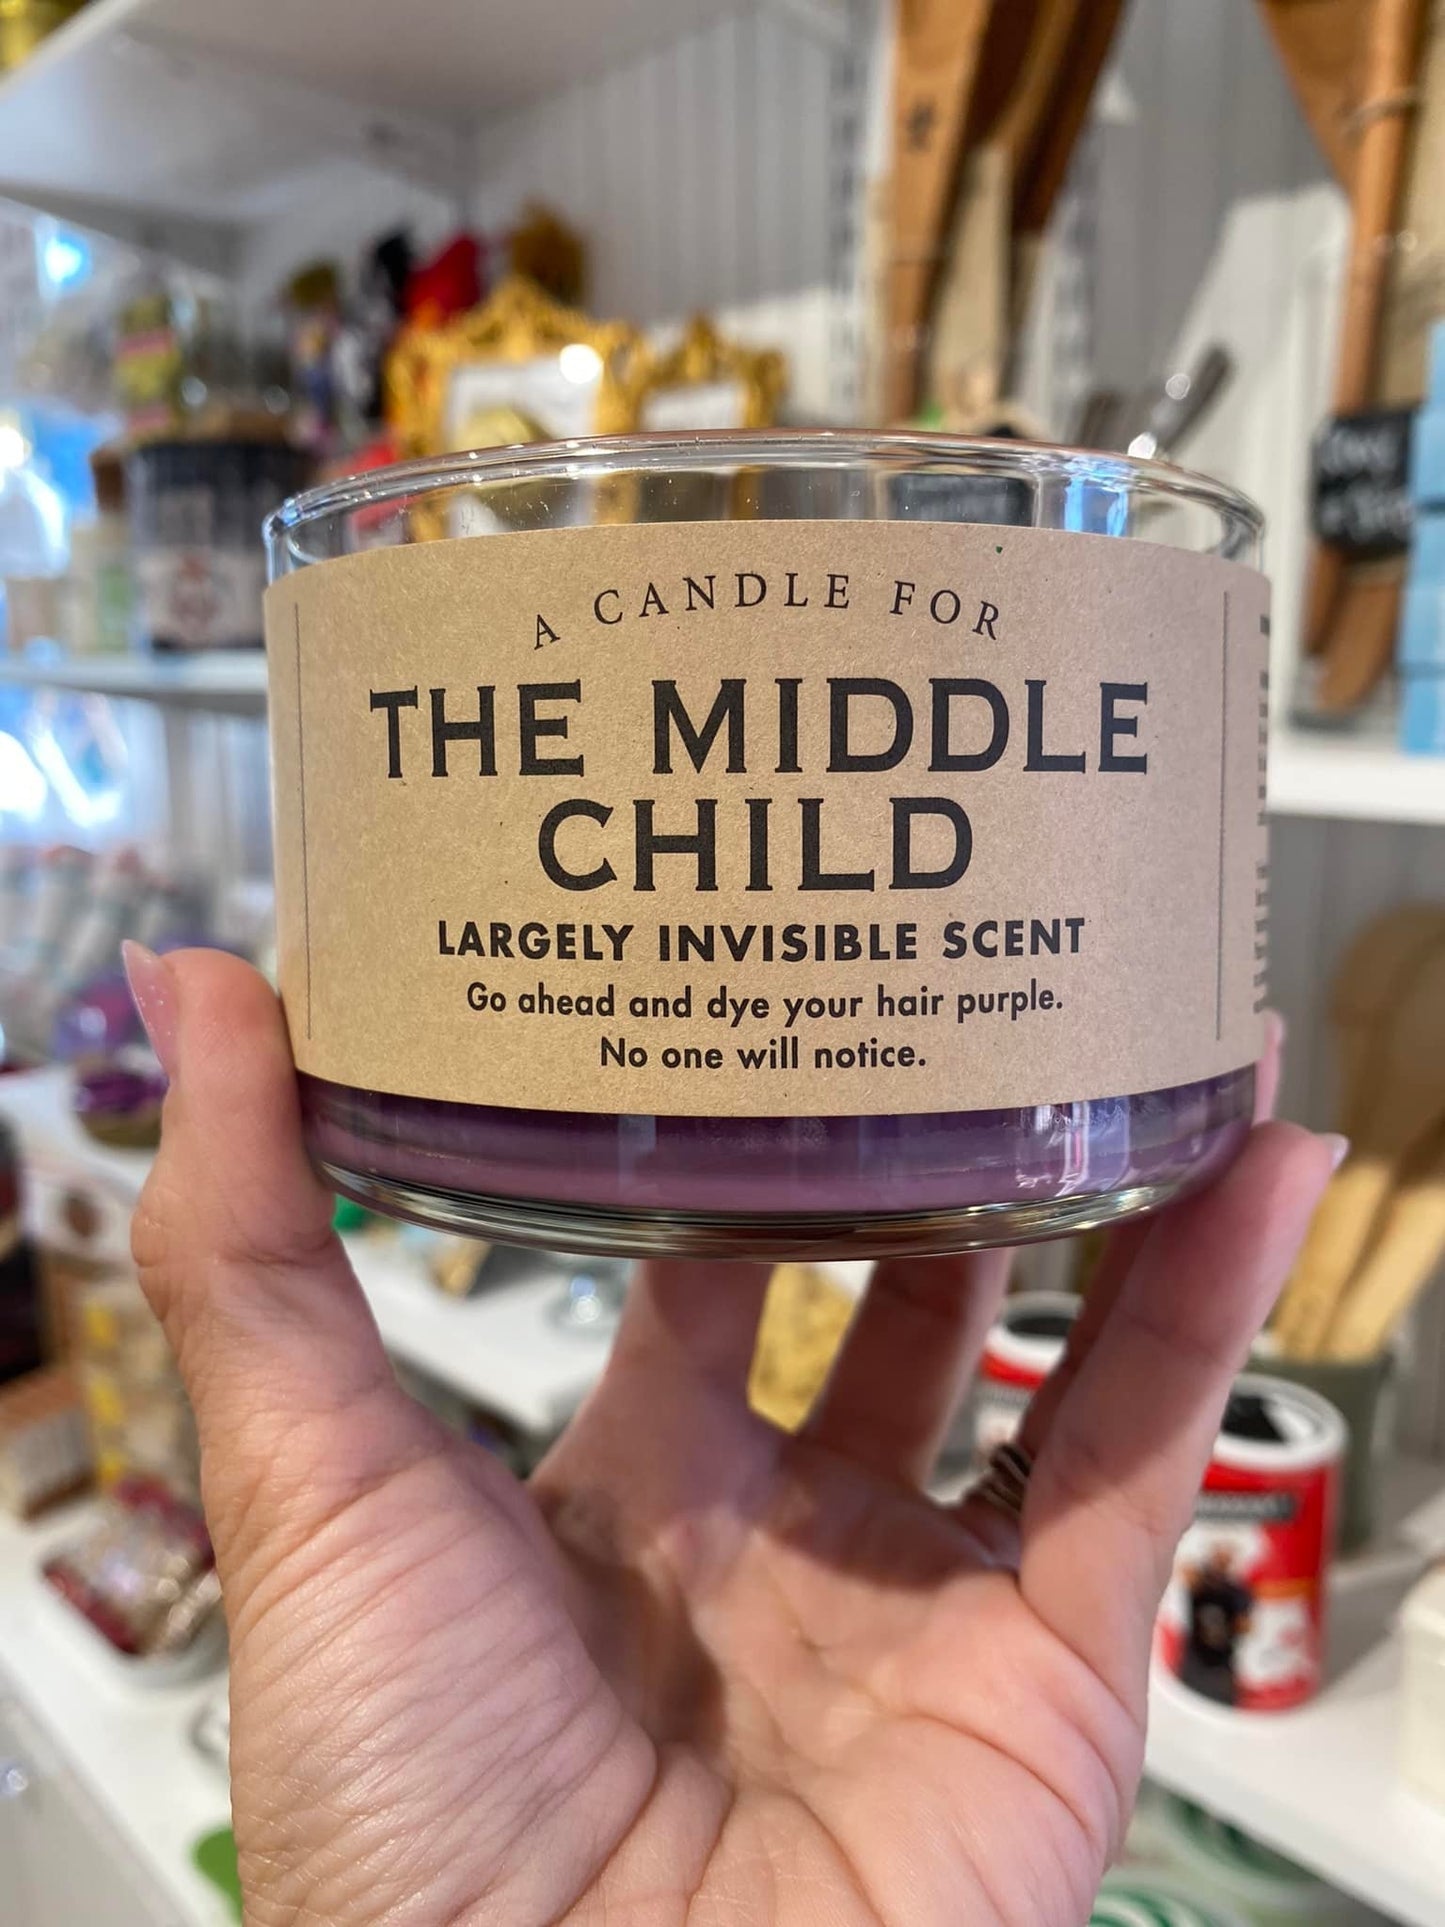 A CANDLE FOR
THE MIDDLE
CHILD
LARGELY INVISIBLE SCENT
Go ahead and dye your hair purple.
No one will notice.